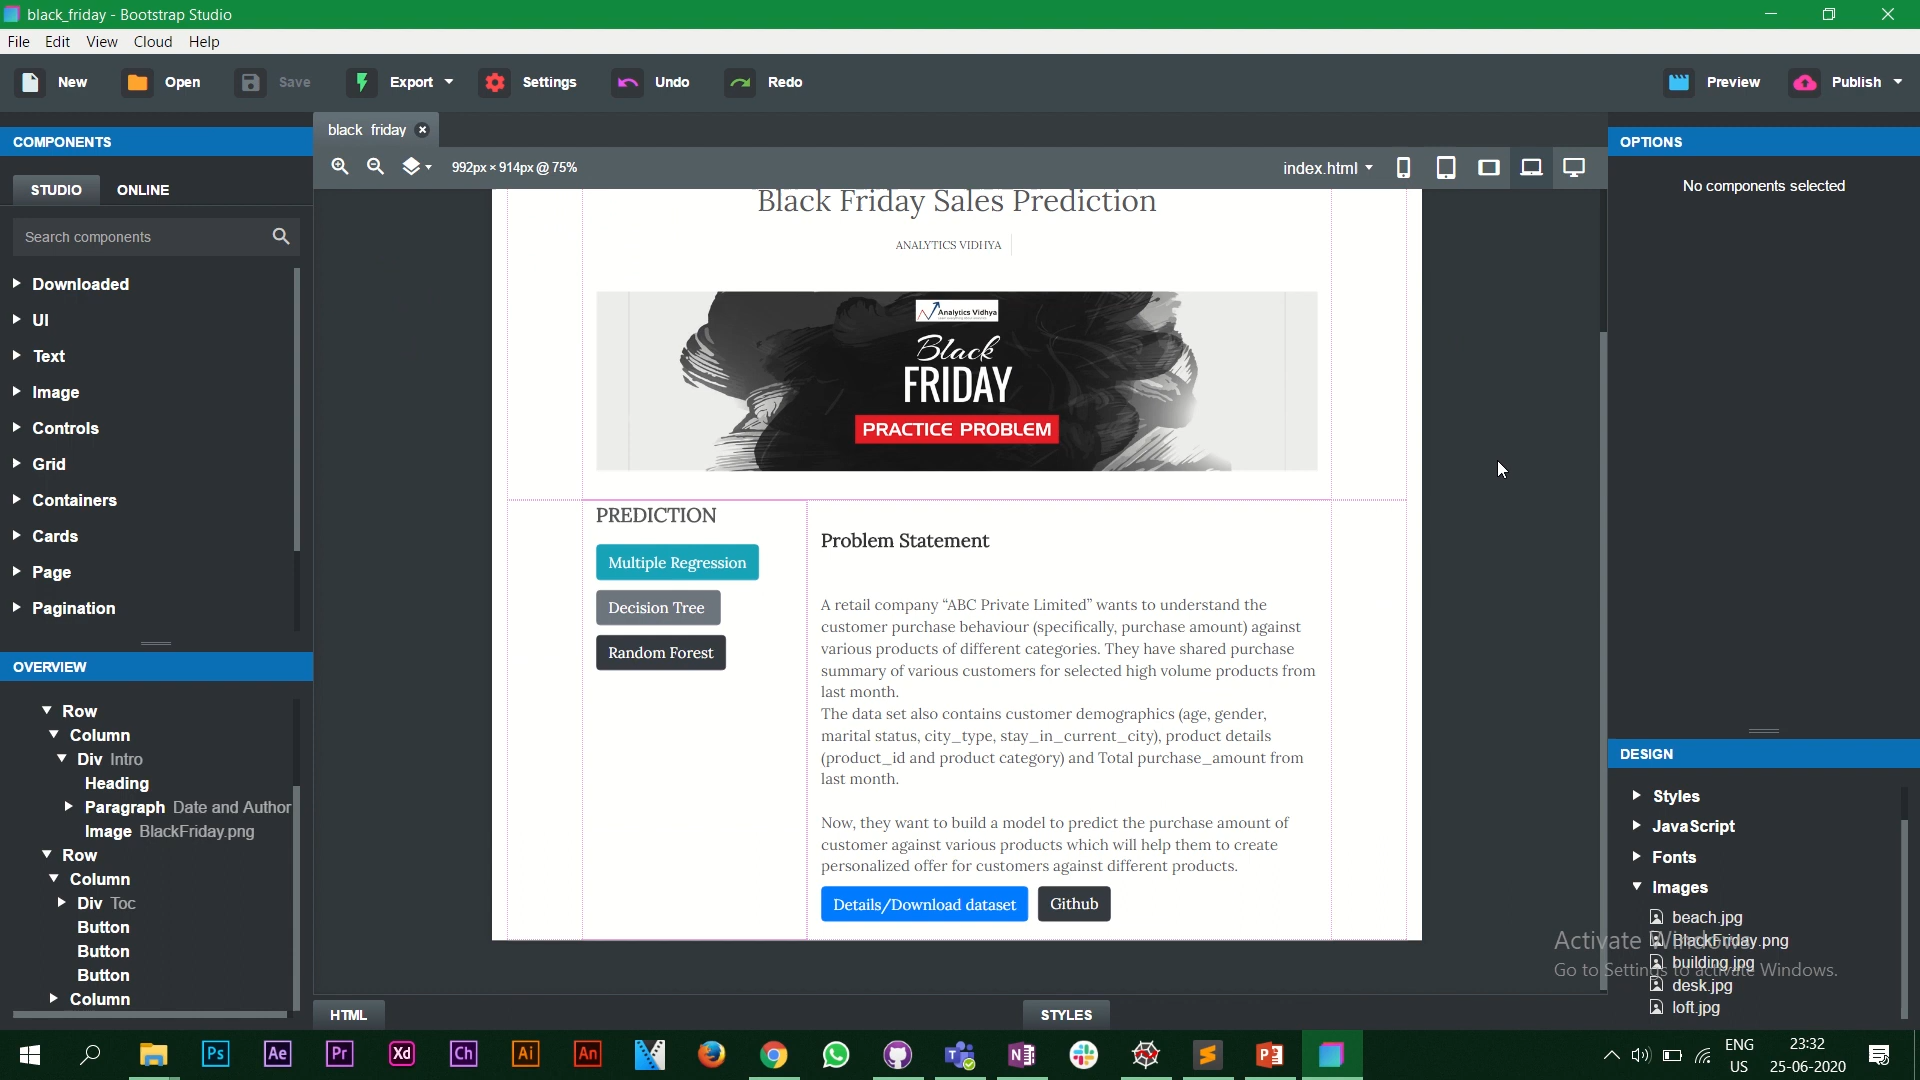 black_friday - Bootstrap Studio
File Edit View Cloud Help
New Open Save Export Settings Undo Redo Preview Publish
COMPONENTS
black friday
OPTIONS
992px × 914px @ 75%
index.html
STUDIO ONLINE
No components selected
Search components
Downloaded
UI
Text
Image
Controls
Grid
Containers
Cards
Page
Pagination
OVERVIEW
Row
Column
Div Intro
Heading
Paragraph Date and Author
Image BlackFriday.png
Row
Column
Div Toc
Button
Button
Button
Column
Black Friday Sales Prediction
ANALYTICS VIDHYA
Analytics Vidhya
Black
FRIDAY
PRACTICE PROBLEM
PREDICTION
Multiple Regression
Decision Tree
Random Forest
Problem Statement
A retail company “ABC Private Limited” wants to understand the
customer purchase behaviour (specifically, purchase amount) against
various products of different categories. They have shared purchase
summary of various customers for selected high volume products from
last month.
The data set also contains customer demographics (age, gender,
marital status, city_type, stay_in_current_city), product details
(product_id and product category) and Total purchase_amount from
last month.
Now, they want to build a model to predict the purchase amount of
customer against various products which will help them to create
personalized offer for customers against different products.
Details/Download dataset Github
DESIGN
Styles
JavaScript
Fonts
Images
beach.jpg
BlackFriday.png
building.jpg
desk.jpg
loft.jpg
Activate Windows
Go to Settings to activate Windows.
HTML
STYLES
Ps Ae Pr Xd Ch Ai An
ENG
US
23:32
25-06-2020